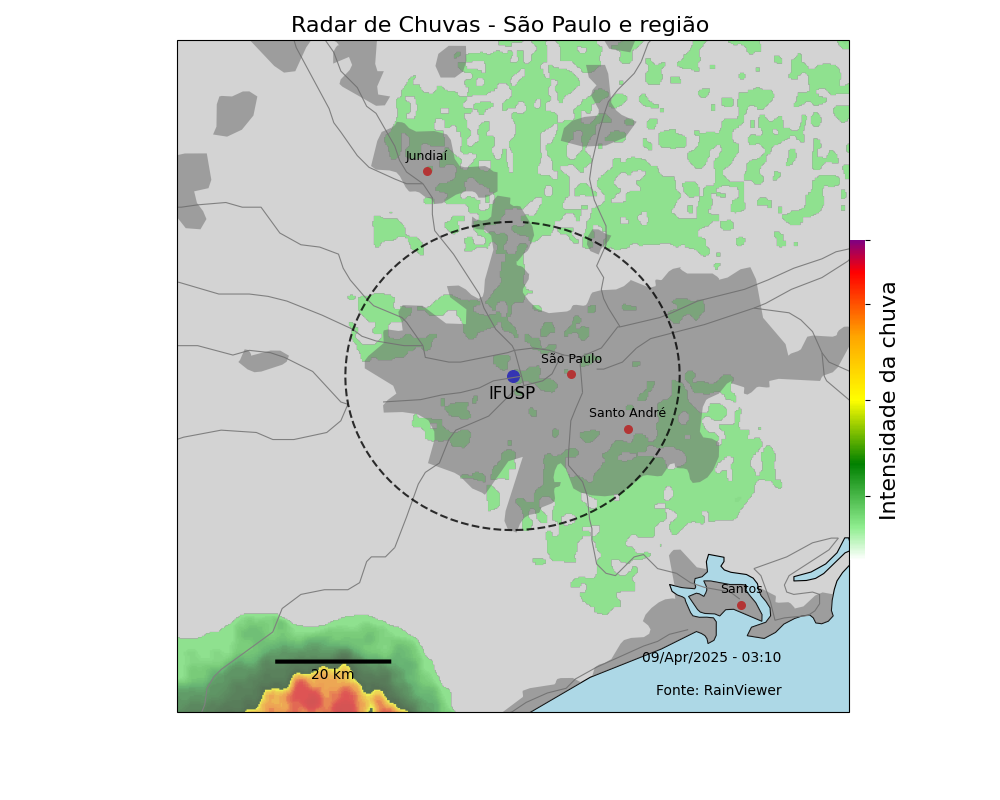 Radar de Chuvas - São Paulo e região
Jundiaí
São Paulo
IFUSP
Santo André
Intensidade da chuva
Santos
09/Apr/2025 - 03:10
20 km
Fonte: RainViewer